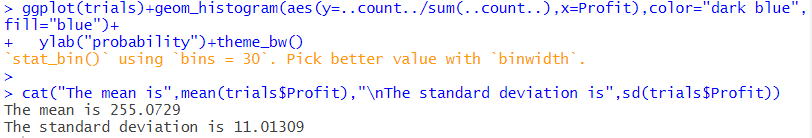 > ggplot(trials)+geom_histogram(aes(y=..count../sum(..count..),x=Profit),color="dark blue",
fill="blue")+
+   ylab("probability")+theme_bw()
`stat_bin()` using `bins = 30`. Pick better value with `binwidth`.
>
> cat("The mean is",mean(trials$Profit),"\nThe standard deviation is",sd(trials$Profit))
The mean is 255.0729
The standard deviation is 11.01309